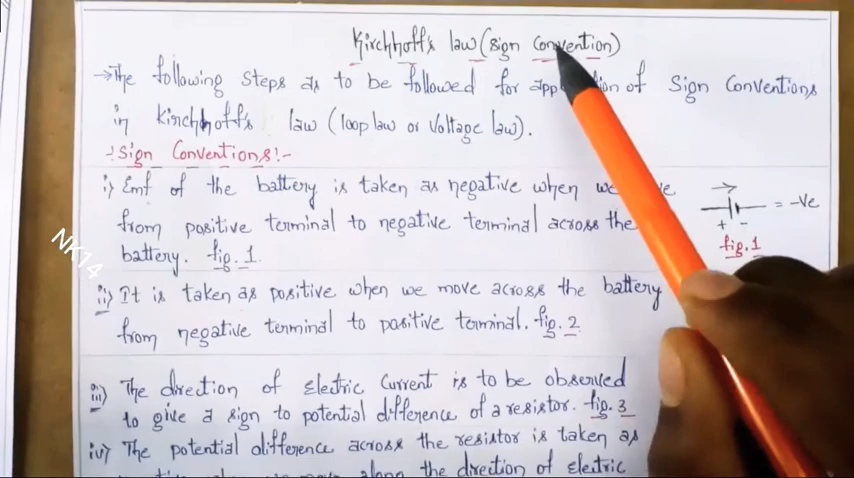 Kirchhoff's law (sign convention)
→The following steps as to be followed for of Sign Conventions
in Kirchhoff's law (loop law or Voltage law).
:Sign Conventions:-
i) Emf of the battery is taken as negative when we
from positive terminal to negative terminal across the
battery. fig. 1.
= -ve
+ -
fig. 1
NK14
ii) It is taken as positive when we move across the battery
from negative terminal to positive terminal. fig. 2
iii) The direction of electric current is to be observed
to give a sign to potential difference of a resistor. fig. 3
iv) The potential difference across the resistor is taken as
along the direction of electric